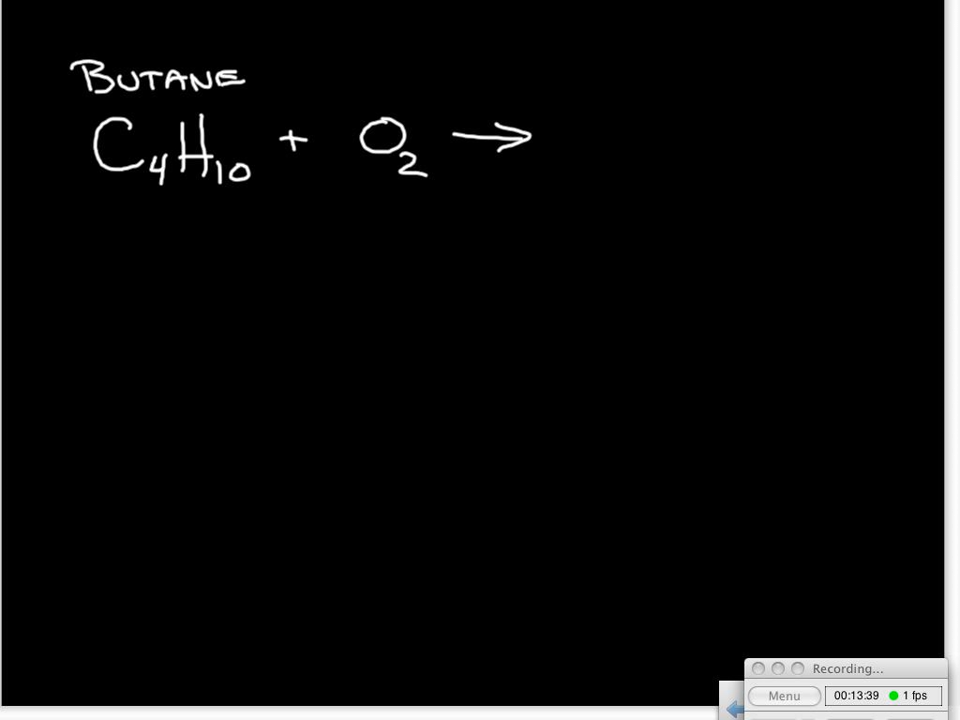 BUTANE
C₄H₁₀ + O₂ →
Recording...
Menu 00:13:39 1 fps